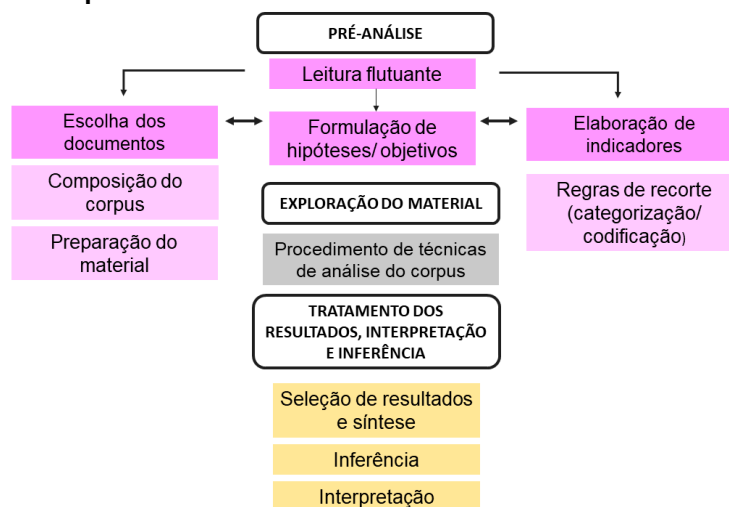 PRÉ-ANÁLISE
Leitura flutuante
Escolha dos
documentos
Formulação de
hipóteses/ objetivos
Elaboração de
indicadores
Composição do
corpus
Preparação do
material
Regras de recorte
(categorização/
codificação)
EXPLORAÇÃO DO MATERIAL
Procedimento de técnicas
de análise do corpus
TRATAMENTO DOS
RESULTADOS, INTERPRETAÇÃO
E INFERÊNCIA
Seleção de resultados
e síntese
Inferência
Interpretação